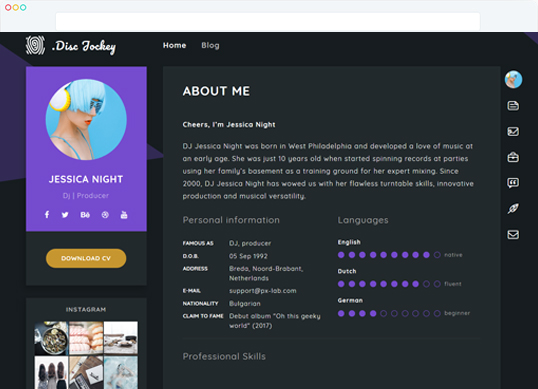 .Disc Jockey
Home Blog
JESSICA NIGHT
Dj | Producer
DOWNLOAD CV
INSTAGRAM
ABOUT ME
Cheers, I'm Jessica Night
DJ Jessica Night was born in West Philadelphia and developed a love of music at
an early age. She was just 10 years old when started spinning records at parties
using her family's basement as a training ground for her expert mixing. Since
2000, DJ Jessica Night has wowed us with her flawless turntable skills, innovative
production and musical versatility.
Personal information
FAMOUS AS DJ, producer
D.O.B. 05 Sep 1992
ADDRESS Breda, Noord-Brabant,
Netherlands
E-MAIL support@px-lab.com
NATIONALITY Bulgarian
CLAIM TO FAME Debut album "Oh this geeky
world" (2017)
Languages
English
native
Dutch
fluent
German
beginner
Professional Skills